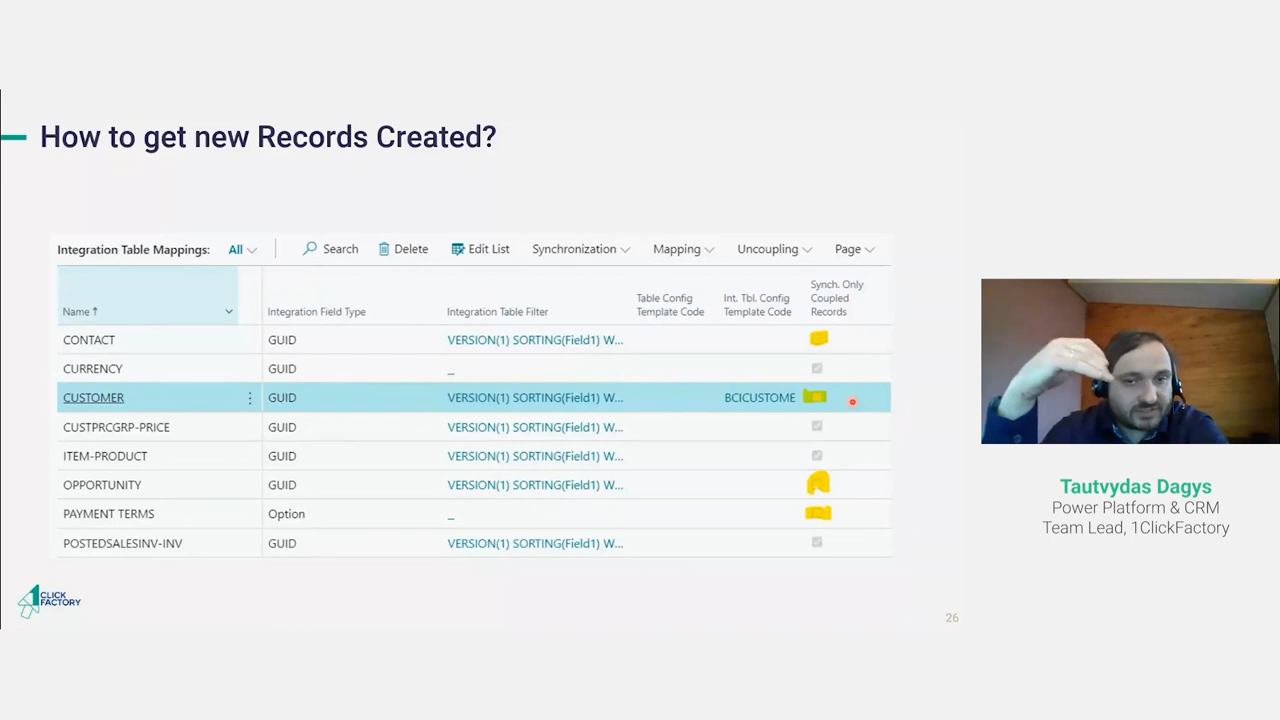 How to get new Records Created?
Integration Table Mappings: All Search Delete Edit List Synchronization Mapping Uncoupling Page
Name ↑ Integration Field Type Integration Table Filter Table Config Template Code Int. Tbl. Config Template Code Synch. Only Coupled Records
CONTACT GUID VERSION(1) SORTING(Field1) W...
CURRENCY GUID _
CUSTOMER GUID VERSION(1) SORTING(Field1) W... BCICUSTOME
CUSTPRCGRP-PRICE GUID VERSION(1) SORTING(Field1) W...
ITEM-PRODUCT GUID VERSION(1) SORTING(Field1) W...
OPPORTUNITY GUID VERSION(1) SORTING(Field1) W...
PAYMENT TERMS Option _
POSTEDSALESINV-INV GUID VERSION(1) SORTING(Field1) W...
1 CLICK
FACTORY
26
Tautvydas Dagys
Power Platform & CRM
Team Lead, 1ClickFactory